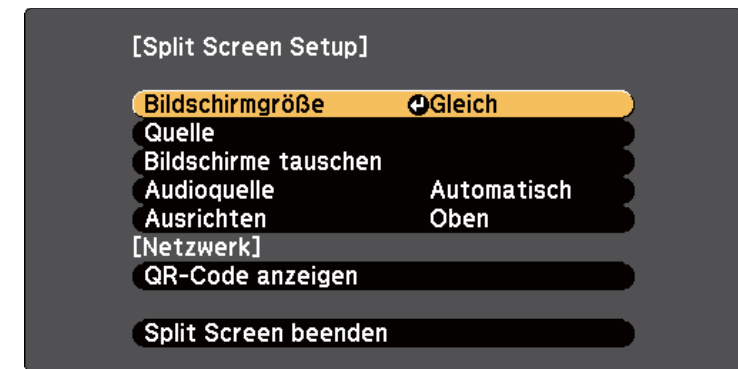 [Split Screen Setup]
Bildschirmgröße Gleich
Quelle
Bildschirme tauschen
Audioquelle Automatisch
Ausrichten Oben
[Netzwerk]
QR-Code anzeigen
Split Screen beenden